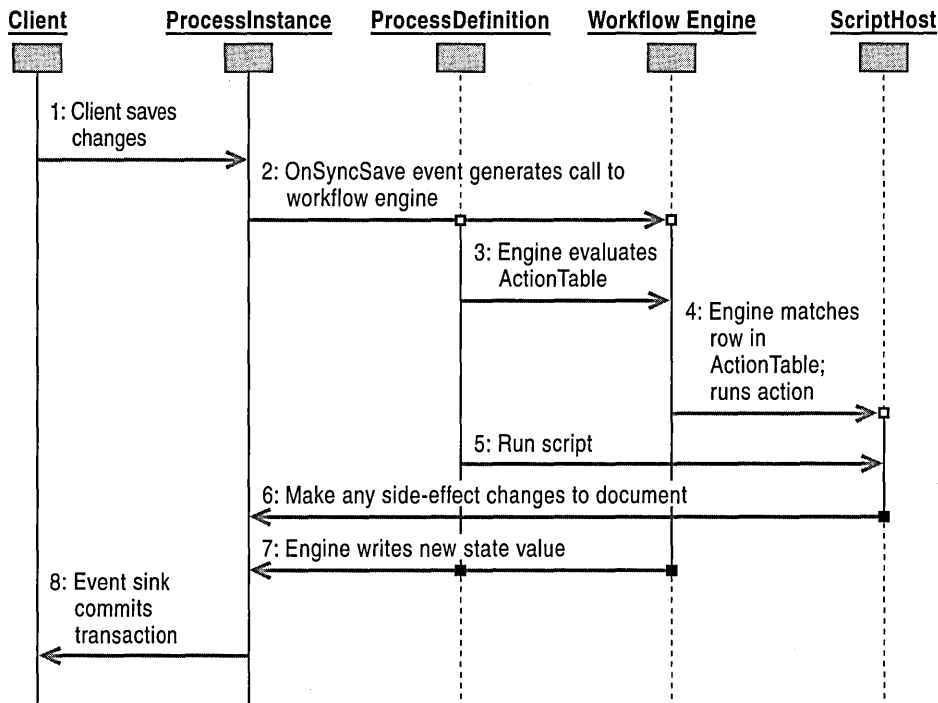 Client ProcessInstance ProcessDefinition Workflow Engine ScriptHost
1: Client saves
changes
2: OnSyncSave event generates call to
workflow engine
3: Engine evaluates
ActionTable
4: Engine matches
row in
ActionTable;
runs action
5: Run script
6: Make any side-effect changes to document
7: Engine writes new state value
8: Event sink
commits
transaction